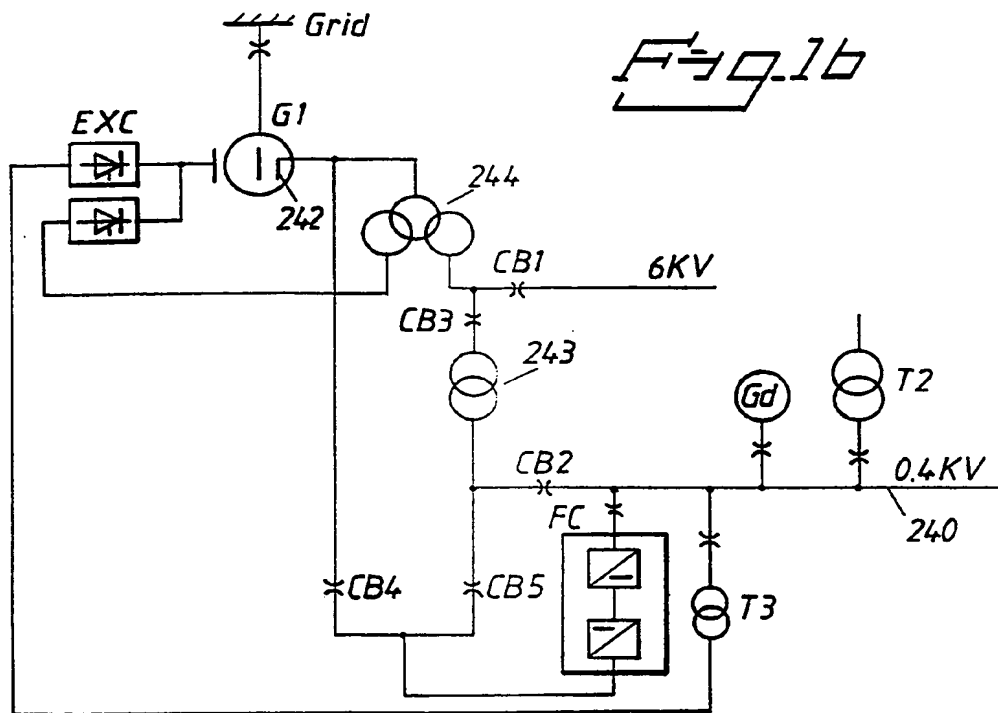 Grid
Fig. 1b
G1
EXC
244
242
CB1
6KV
CB3
243
T2
Gd
CB2
0.4KV
FC
240
CB4
CB5
T3